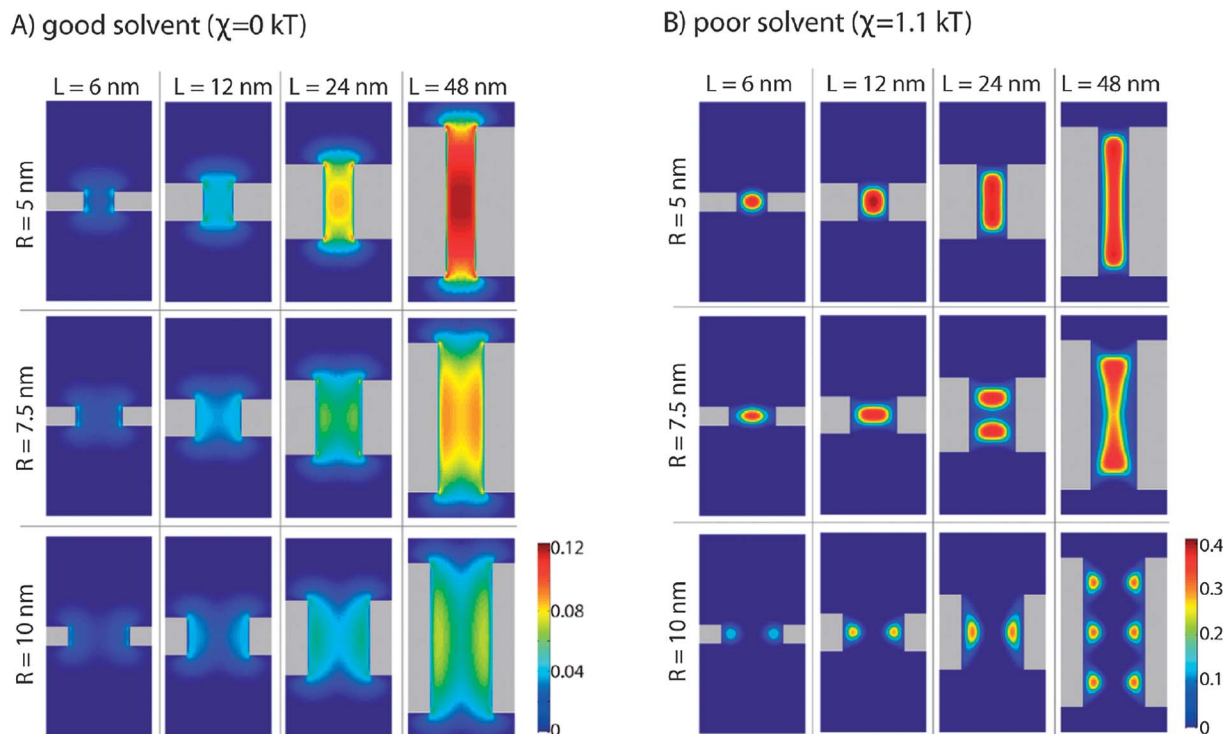 A) good solvent (χ=0 kT)
L = 6 nm
L = 12 nm
L = 24 nm
L = 48 nm
R = 5 nm
R = 7.5 nm
R = 10 nm
0.12
0.08
0.04
0
B) poor solvent (χ=1.1 kT)
L = 6 nm
L = 12 nm
L = 24 nm
L = 48 nm
R = 5 nm
R = 7.5 nm
R = 10 nm
0.4
0.3
0.2
0.1
0